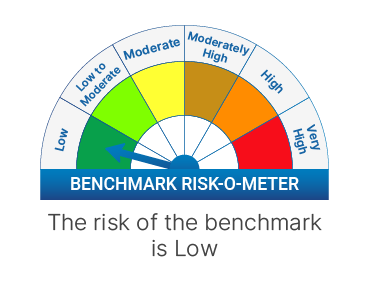 Low
Low to
Moderate
Moderate
Moderately
High
High
Very
High
BENCHMARK RISK-O-METER
The risk of the benchmark
is Low